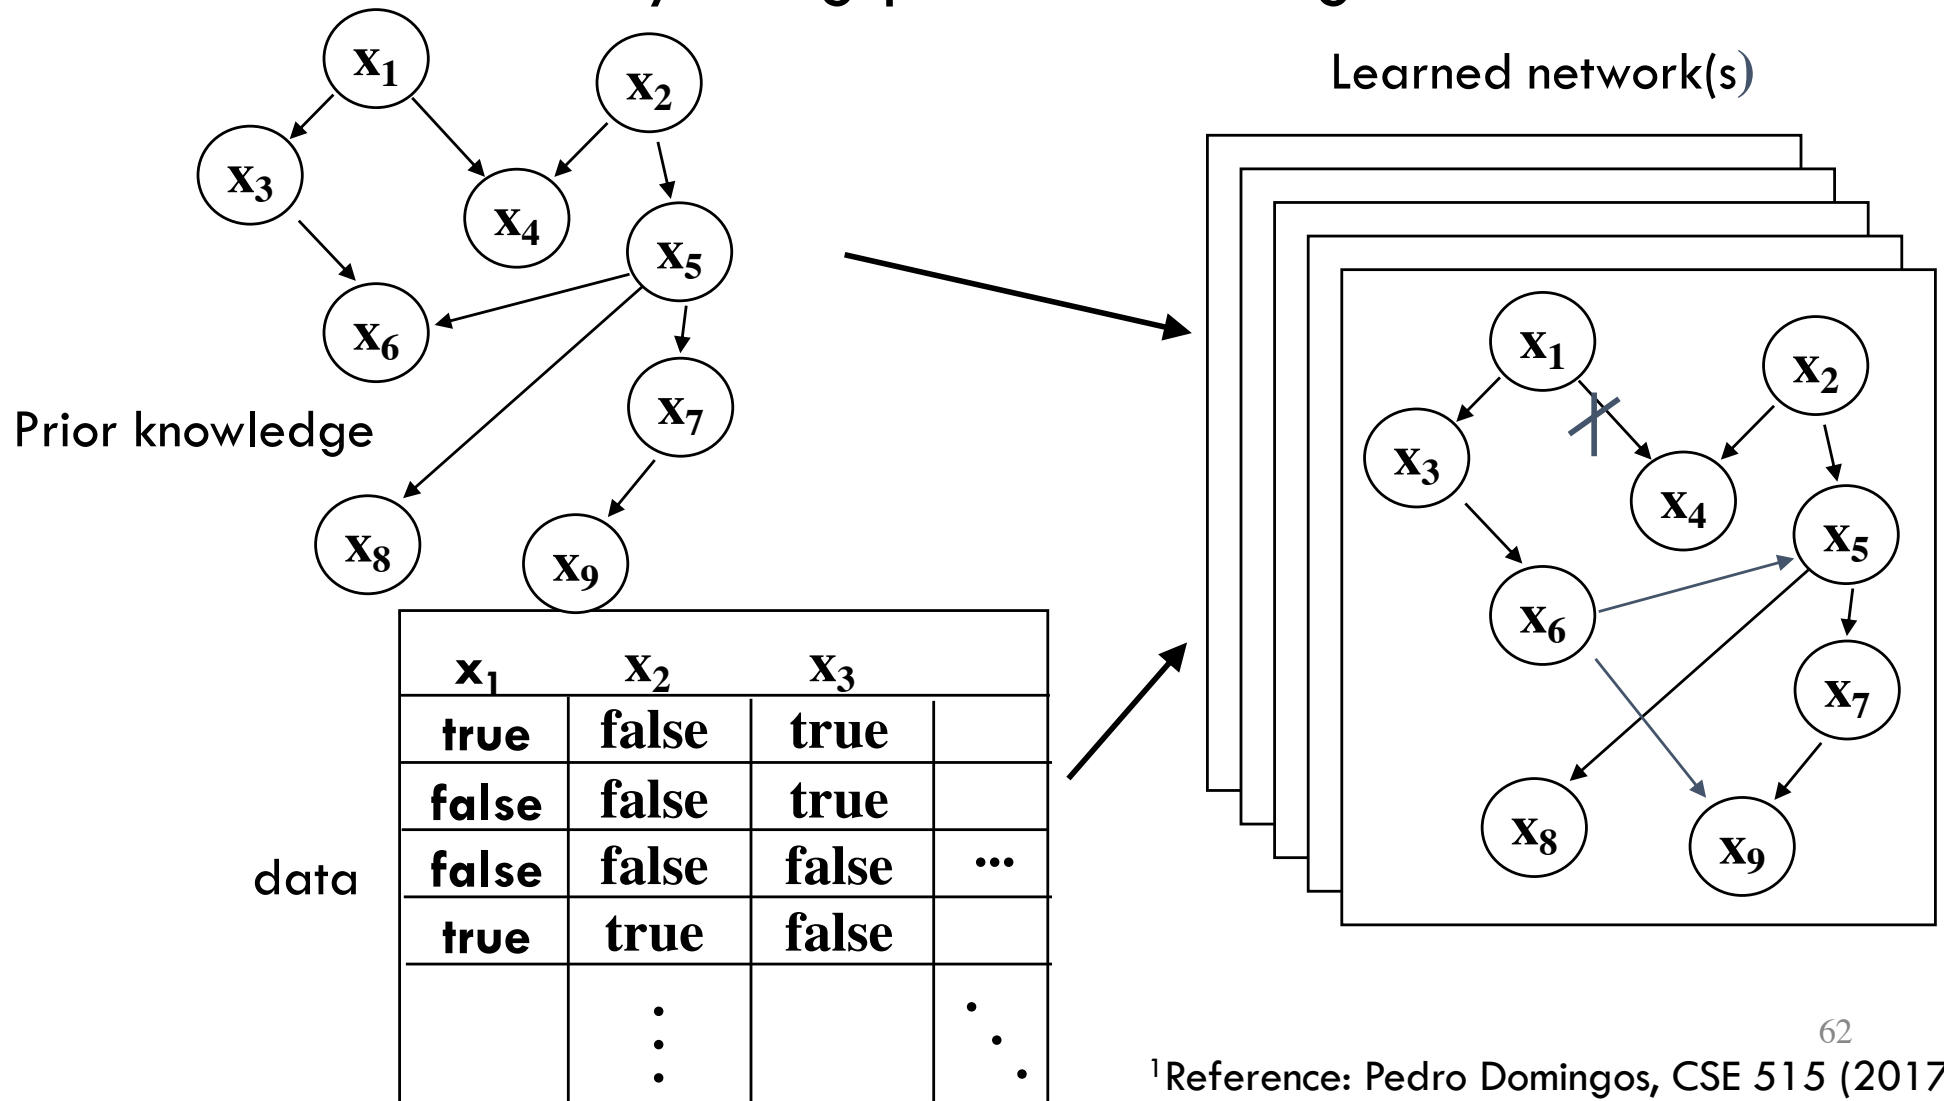 Learned network(s)
x1
x2
x3
x4
x5
x6
x7
x8
x9
Prior knowledge
x1
x2
x3
x4
x5
x6
x7
x8
x9
data
x1 x2 x3
true false true
false false true
false false false ...
true true false
62
1Reference: Pedro Domingos, CSE 515 (2017